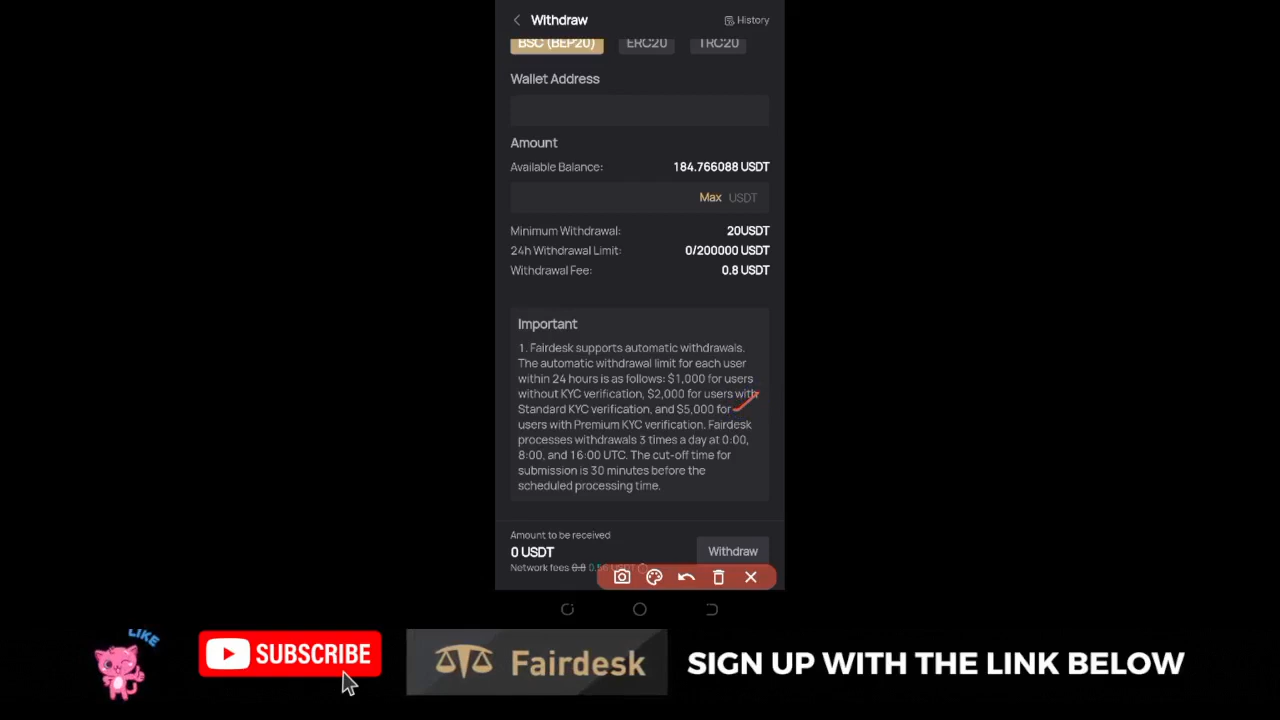 Withdraw
History
BSC (BEP20) ERC20 TRC20
Wallet Address
Amount
Available Balance: 184.766088 USDT
Max USDT
Minimum Withdrawal: 20USDT
24h Withdrawal Limit: 0/200000 USDT
Withdrawal Fee: 0.8 USDT
Important
1. Fairdesk supports automatic withdrawals.
The automatic withdrawal limit for each user
within 24 hours is as follows: $1,000 for users
without KYC verification, $2,000 for users with
Standard KYC verification, and $5,000 for
users with Premium KYC verification. Fairdesk
processes withdrawals 3 times a day at 0:00,
8:00, and 16:00 UTC. The cut-off time for
submission is 30 minutes before the
scheduled processing time.
Amount to be received
0 USDT
Withdraw
Network fees 0.8
LIKE
SUBSCRIBE
Fairdesk
SIGN UP WITH THE LINK BELOW